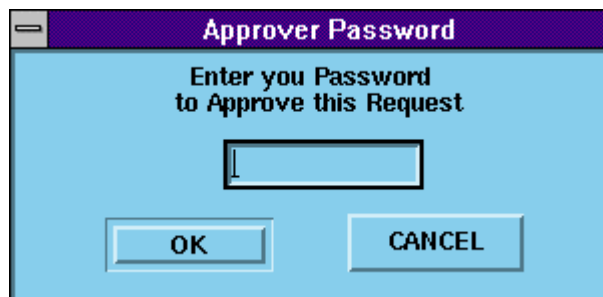 Approver Password
Enter you Password
to Approve this Request
OK
CANCEL